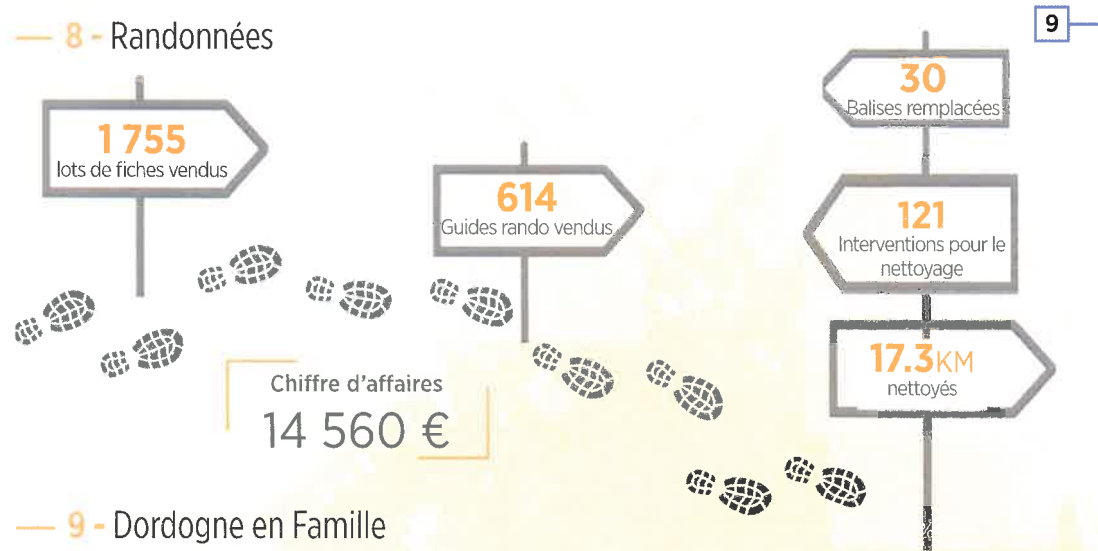 8 - Randonnées
9
1 755
lots de fiches vendus
614
Guides rando vendus
30
Balises remplacées
121
Interventions pour le
nettoyage
17.3KM
nettoyés
Chiffre d'affaires
14 560 €
9 - Dordogne en Famille